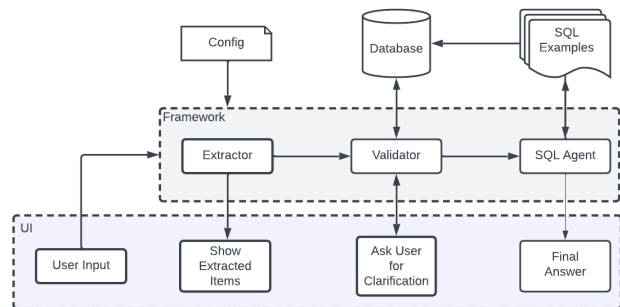 Config
Database
SQL
Examples
Framework
Extractor
Validator
SQL Agent
UI
User Input
Show
Extracted
Items
Ask User
for
Clarification
Final
Answer